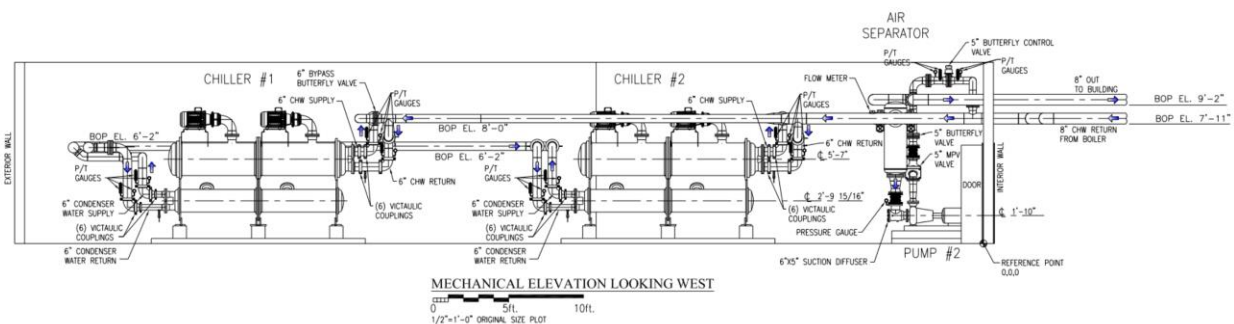 AIR
SEPARATOR
5" BUTTERFLY CONTROL
VALVE
P/T
GAUGES
P/T
GAUGES
CHILLER #1
6" BYPASS
BUTTERFLY VALVE
P/T
GAUGES
6" CHW SUPPLY
CHILLER #2
6" CHW SUPPLY
P/T
GAUGES
FLOW METER
8" OUT
TO BUILDING
BOP EL. 9'-2"
BOP EL. 7'-11"
8" CHW RETURN
FROM BOILER
BOP EL. 6'-2"
BOP EL. 8'-0"
BOP EL. 6'-2"
6" CHW RETURN
℄ 5'-7"
5" BUTTERFLY
VALVE
5" MPV
VALVE
EXTERIOR WALL
P/T
GAUGES
6" CHW RETURN
P/T
GAUGES
DOOR
INTERIOR WALL
6" CONDENSER
WATER SUPPLY
(6) VICTAULIC
COUPLINGS
6" CONDENSER
WATER SUPPLY
℄ 2'-9 15/16"
(6) VICTAULIC
COUPLINGS
℄ 1'-10"
(6) VICTAULIC
COUPLINGS
(6) VICTAULIC
COUPLINGS
PRESSURE GAUGE
6" CONDENSER
WATER RETURN
6" CONDENSER
WATER RETURN
6"X5" SUCTION DIFFUSER
PUMP #2
REFERENCE POINT
0,0,0
MECHANICAL ELEVATION LOOKING WEST
0 5ft. 10ft.
1/2"=1'-0" ORIGINAL SIZE PLOT